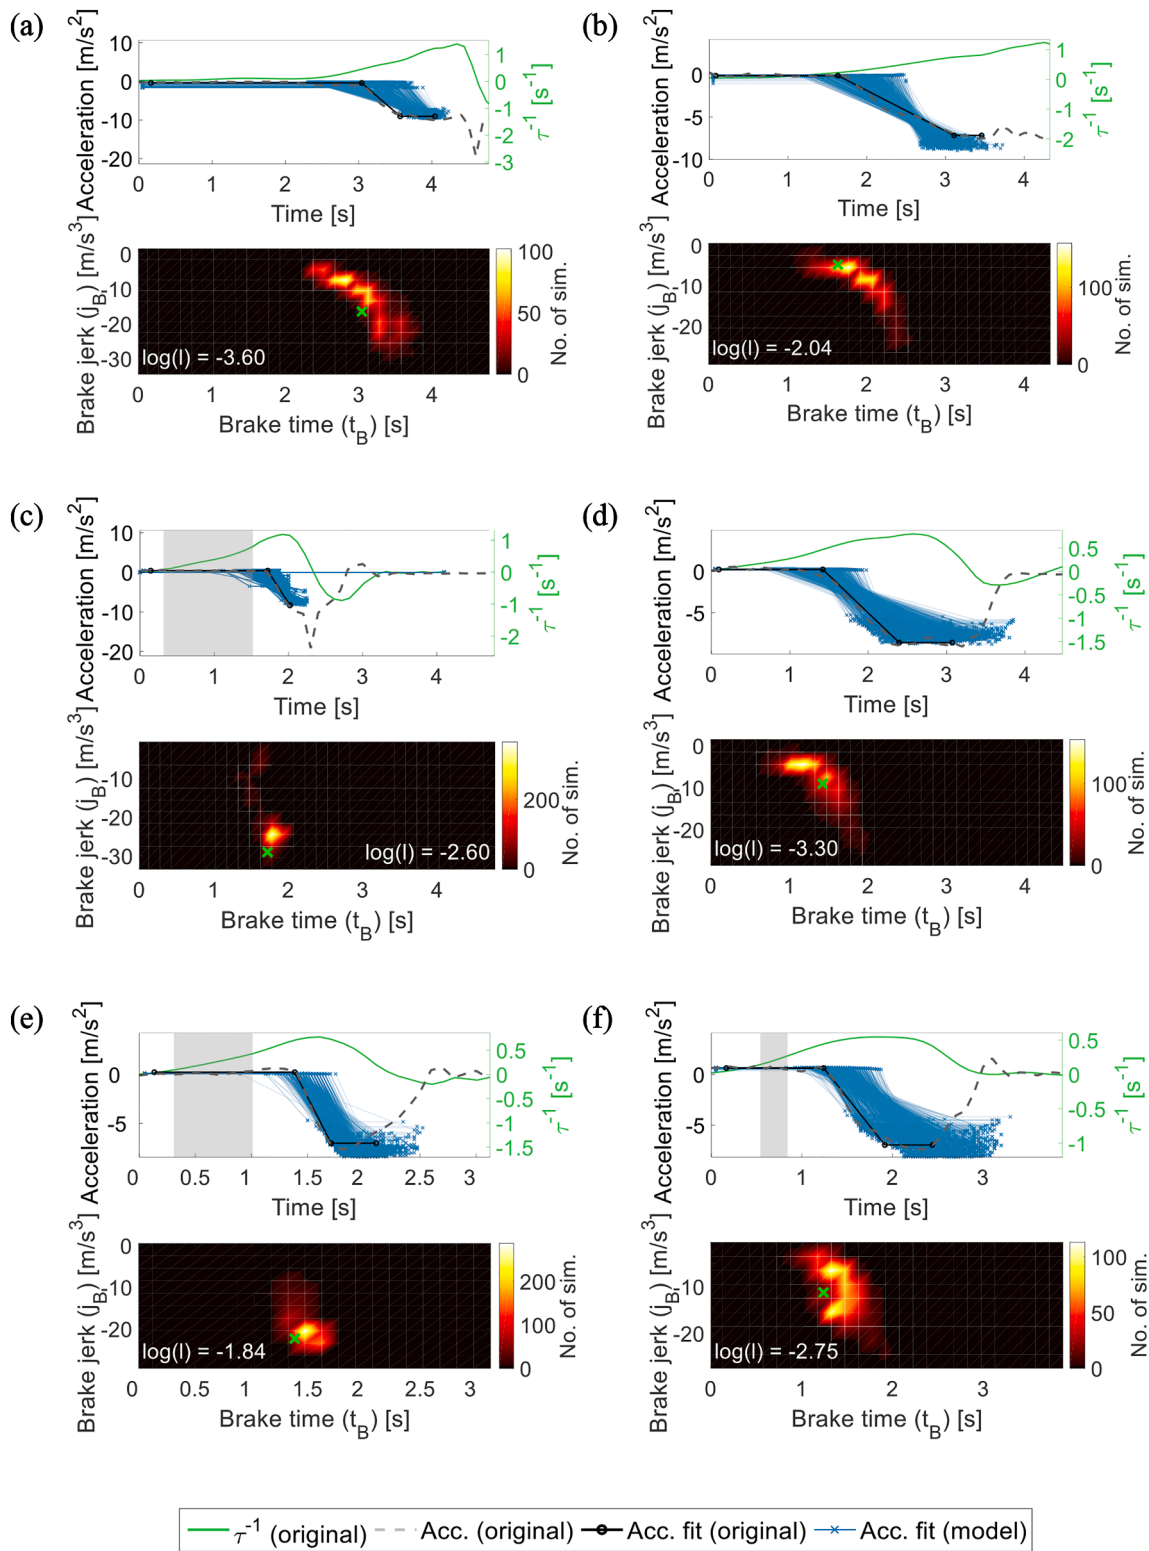 (a)
Acceleration [m/s²]
10
0
-10
-20
1
0
-1
-2
-3
τ⁻¹ [s⁻¹]
0 1 2 3 4
Time [s]
Brake jerk (j_B) [m/s³]
0
-10
-20
-30
log(l) = -3.60
100
50
0
No. of sim.
0 1 2 3 4
Brake time (t_B) [s]
(b)
Acceleration [m/s²]
0
-5
-10
1
0
-1
-2
τ⁻¹ [s⁻¹]
0 1 2 3 4
Time [s]
Brake jerk (j_B) [m/s³]
0
-10
-20
log(l) = -2.04
100
0
No. of sim.
0 1 2 3 4
Brake time (t_B) [s]
(c)
Acceleration [m/s²]
10
0
-10
-20
1
0
-1
-2
τ⁻¹ [s⁻¹]
0 1 2 3 4
Time [s]
Brake jerk (j_B) [m/s³]
-10
-20
-30
log(l) = -2.60
200
0
No. of sim.
0 1 2 3 4
Brake time (t_B) [s]
(d)
Acceleration [m/s²]
0
-5
0.5
0
-0.5
-1
-1.5
τ⁻¹ [s⁻¹]
0 1 2 3 4
Time [s]
Brake jerk (j_B) [m/s³]
0
-10
-20
log(l) = -3.30
100
0
No. of sim.
0 1 2 3 4
Brake time (t_B) [s]
(e)
Acceleration [m/s²]
0
-5
0.5
0
-0.5
-1
-1.5
τ⁻¹ [s⁻¹]
0 0.5 1 1.5 2 2.5 3
Time [s]
Brake jerk (j_B) [m/s³]
0
-10
-20
log(l) = -1.84
200
100
0
No. of sim.
0 0.5 1 1.5 2 2.5 3
Brake time (t_B) [s]
(f)
Acceleration [m/s²]
0
-5
0.5
0
-0.5
-1
τ⁻¹ [s⁻¹]
0 1 2 3
Time [s]
Brake jerk (j_B) [m/s³]
-10
-20
log(l) = -2.75
100
50
0
No. of sim.
0 1 2 3
Brake time (t_B) [s]
τ⁻¹ (original) Acc. (original) Acc. fit (original) Acc. fit (model)